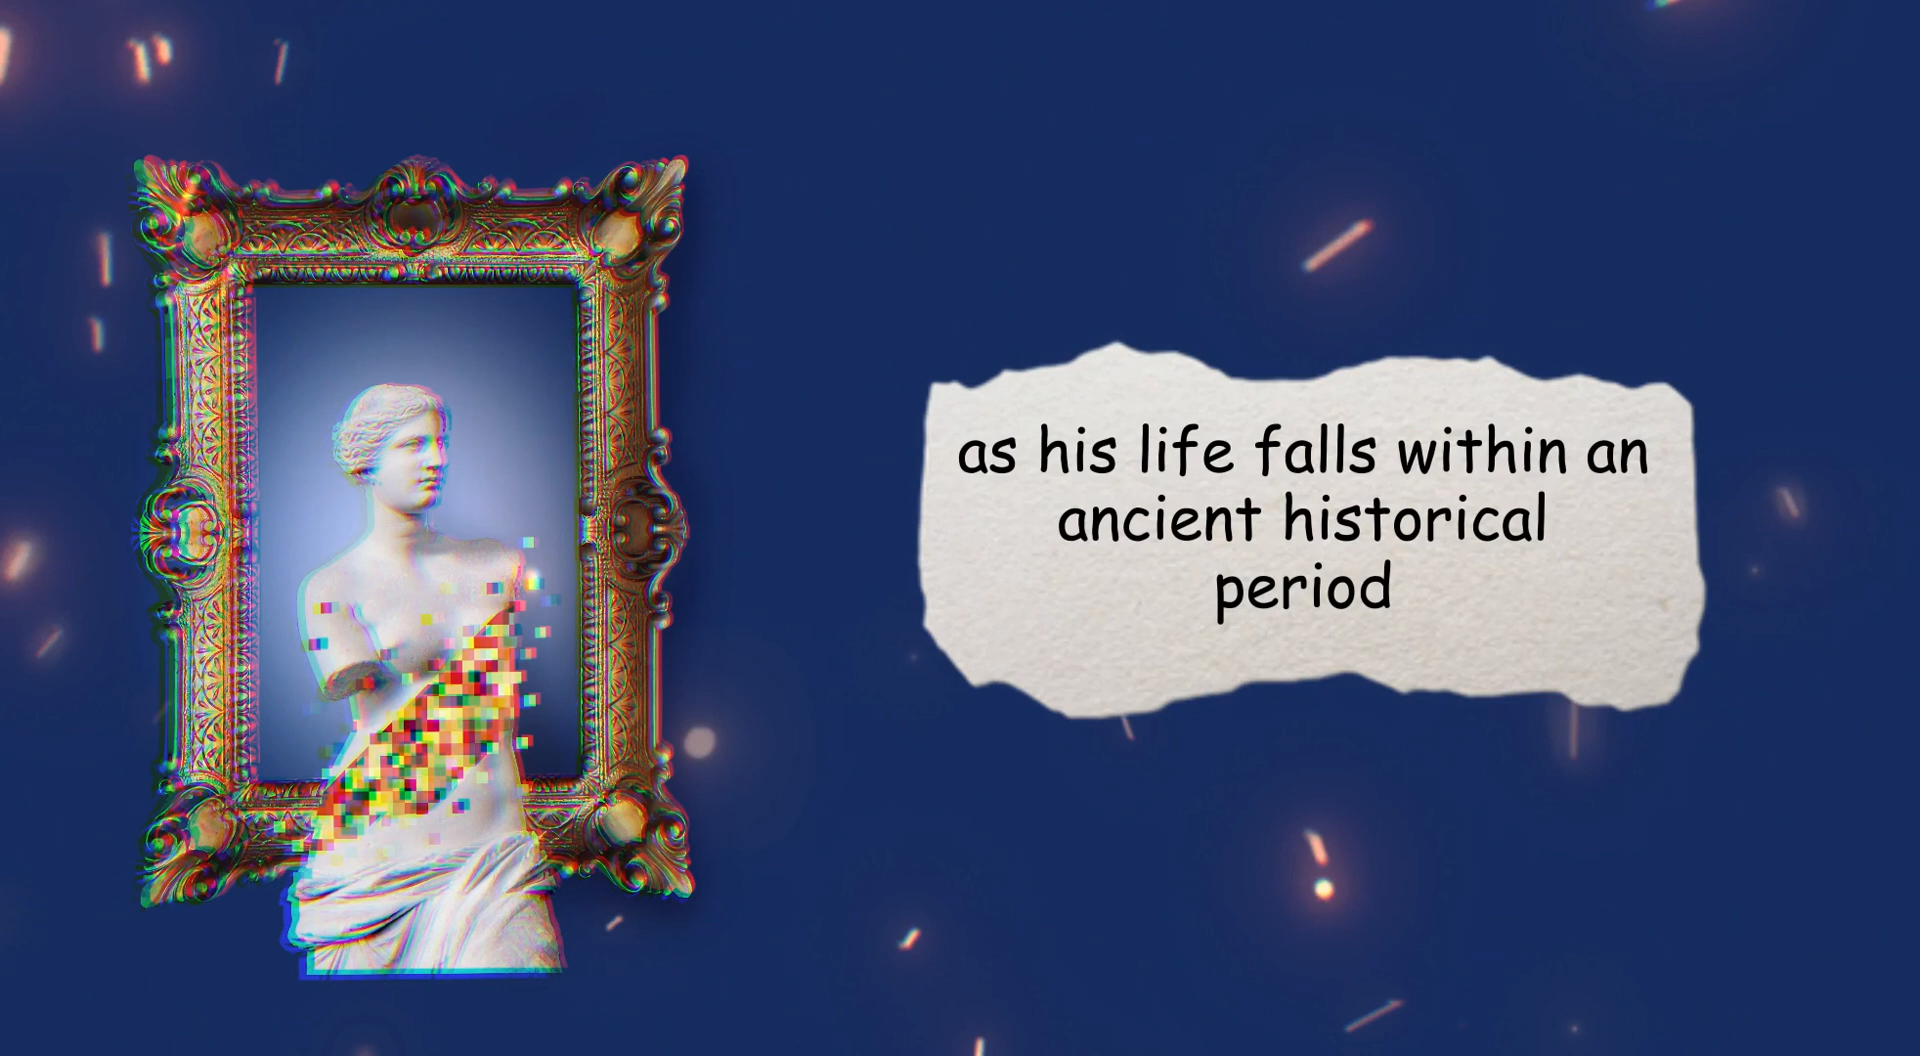 as his life falls within an
ancient historical
period